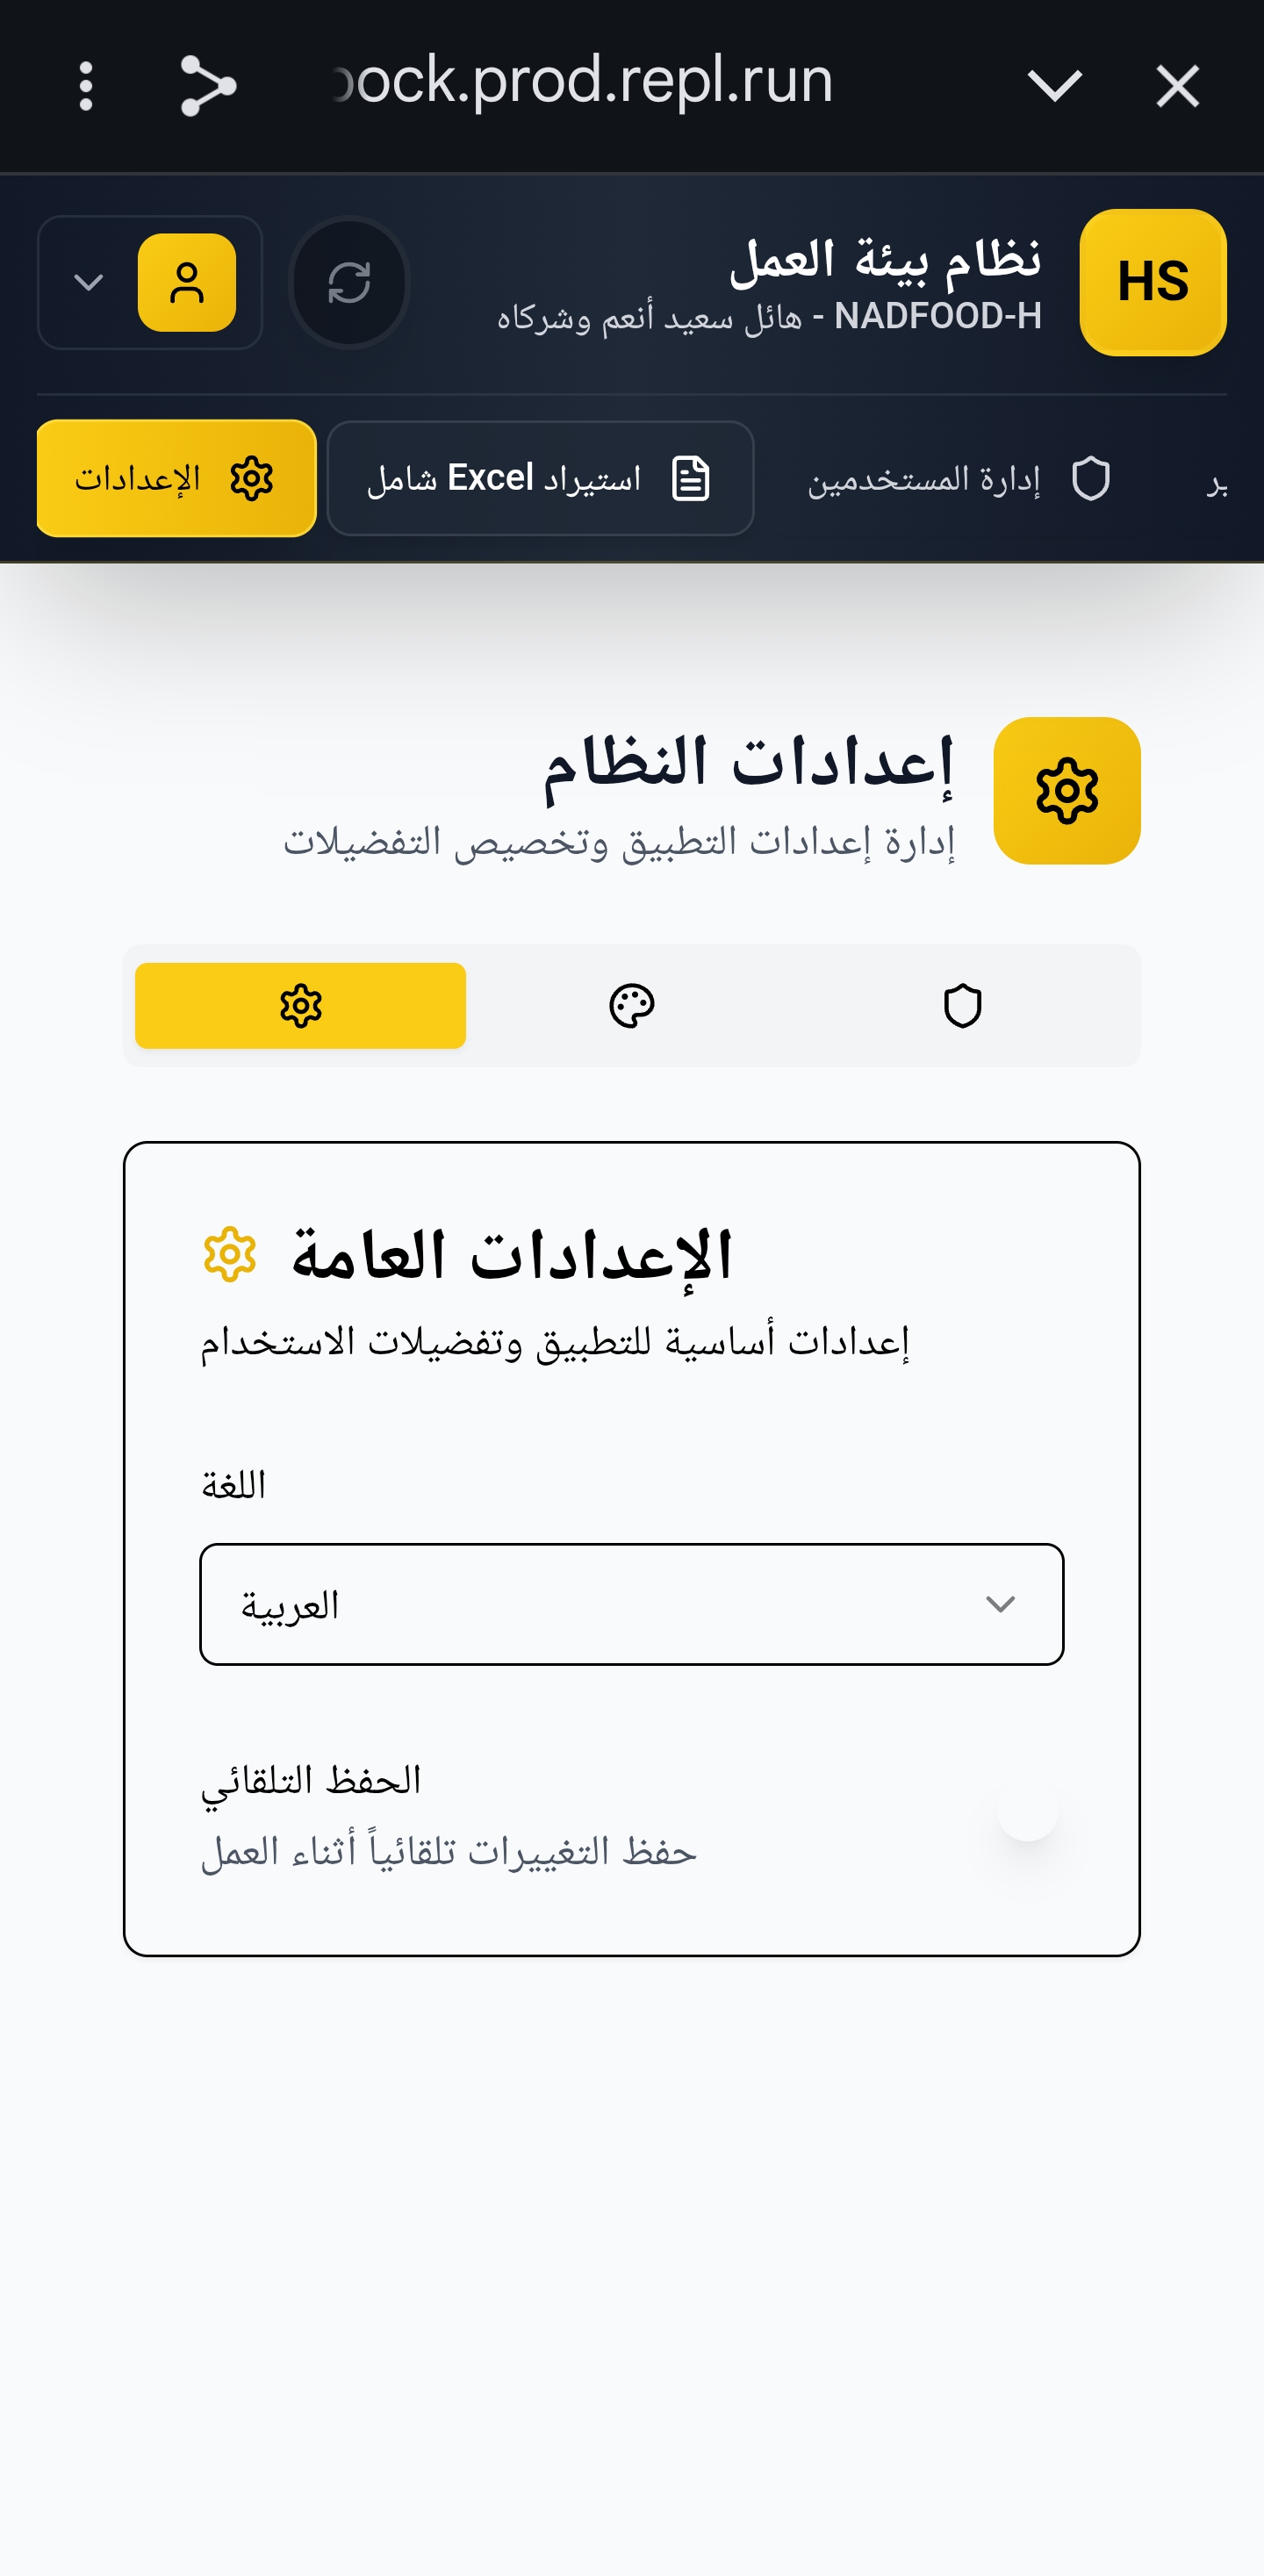 ock.prod.repl.run
HS
نظام بيئة العمل
NADFOOD-H - هائل سعيد أنعم وشركاه
إدارة المستخدمين
استيراد Excel شامل
الإعدادات
إعدادات النظام
إدارة إعدادات التطبيق وتخصيص التفضيلات
الإعدادات العامة
إعدادات أساسية للتطبيق وتفضيلات الاستخدام
اللغة
العربية
الحفظ التلقائي
حفظ التغييرات تلقائياً أثناء العمل